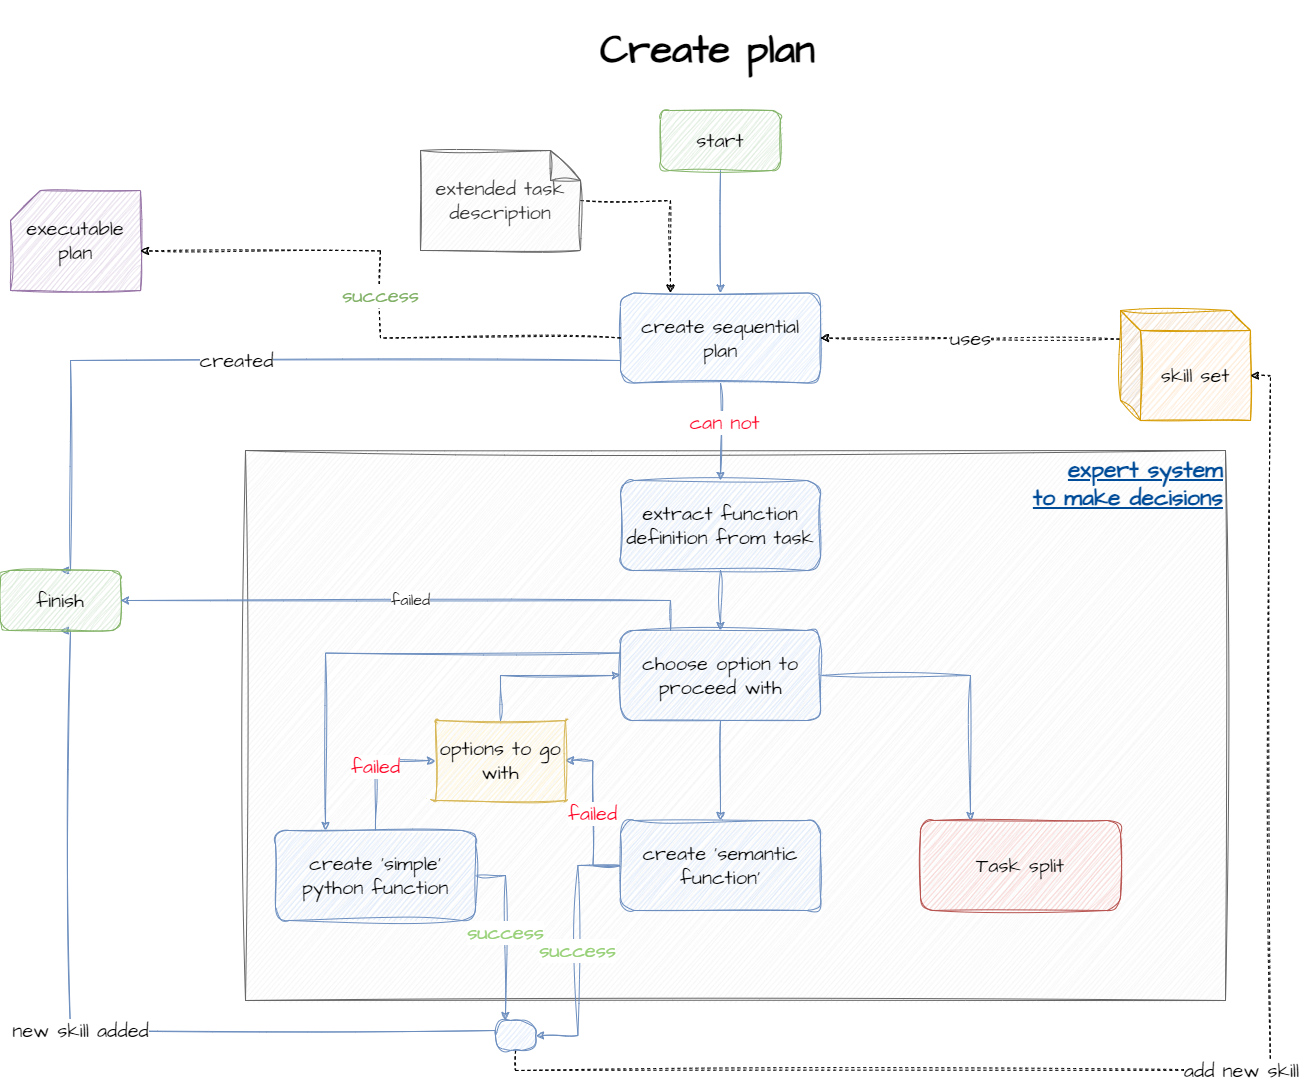 Create plan
start
extended task
description
executable
plan
success
create sequential
plan
uses
skill set
created
can not
expert system
to make decisions
extract function
definition from task
finish
failed
choose option to
proceed with
options to go
with
failed
failed
create 'simple'
python function
create 'semantic
function'
Task split
success
success
new skill added
add new skill